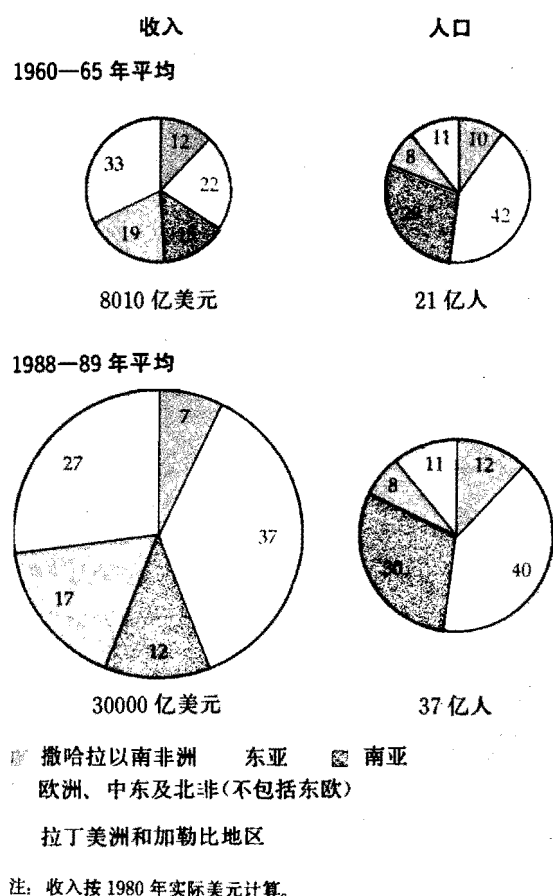 收入 人口
1960—65 年平均
12 11 10
33 8
22
42
19
8010 亿美元 21 亿人
1988—89 年平均
7
27 11 12
8
37
30 40
17
12
30000 亿美元 37 亿人
撒哈拉以南非洲 东亚 南亚
欧洲、中东及北非(不包括东欧)
拉丁美洲和加勒比地区
注: 收入按 1980 年实际美元计算。